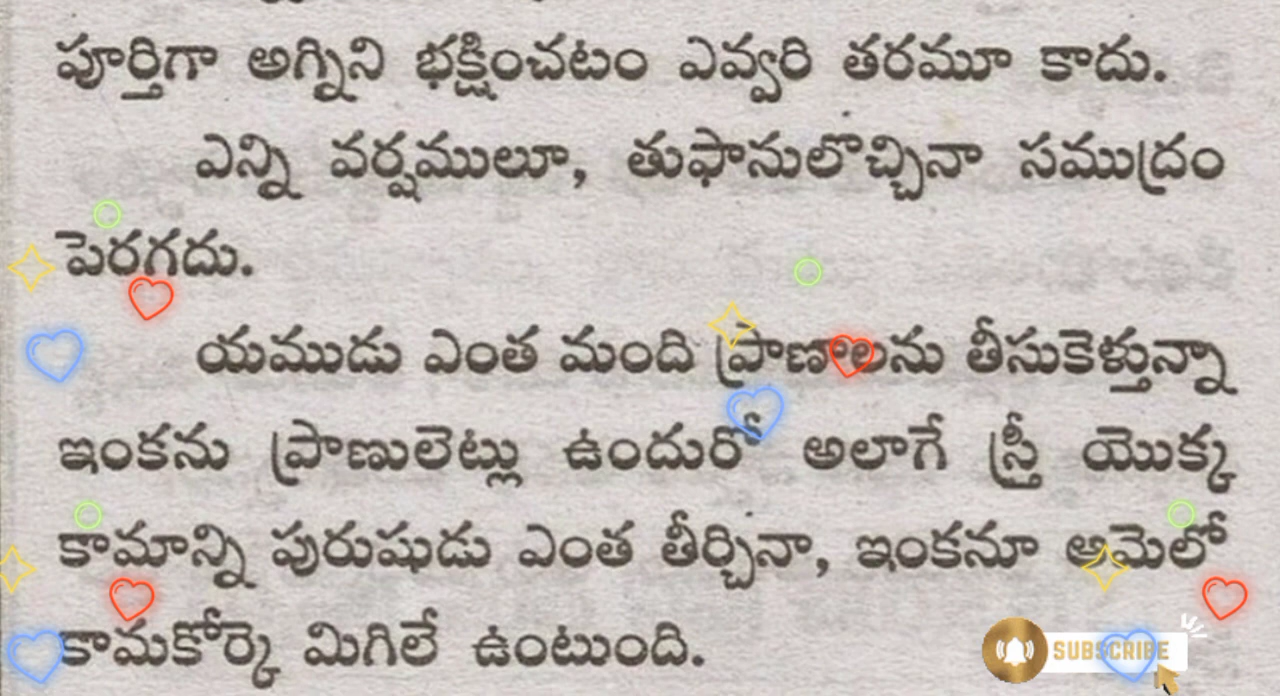 పూర్తిగా అగ్నిని భక్షించటం ఎవ్వరి తరమూ కాదు.
ఎన్ని వర్షములూ, తుఫానులొచ్చినా సముద్రం
పెరగదు.
యముడు ఎంత మంది ప్రాణాలను తీసుకెళ్తున్నా
ఇంకను ప్రాణులెట్లు ఉందురో అలాగే స్త్రీ యొక్క
కామాన్ని పురుషుడు ఎంత తీర్చినా, ఇంకనూ ఆమెలో
కామకోర్కె మిగిలే ఉంటుంది.
SUBSCRIBE